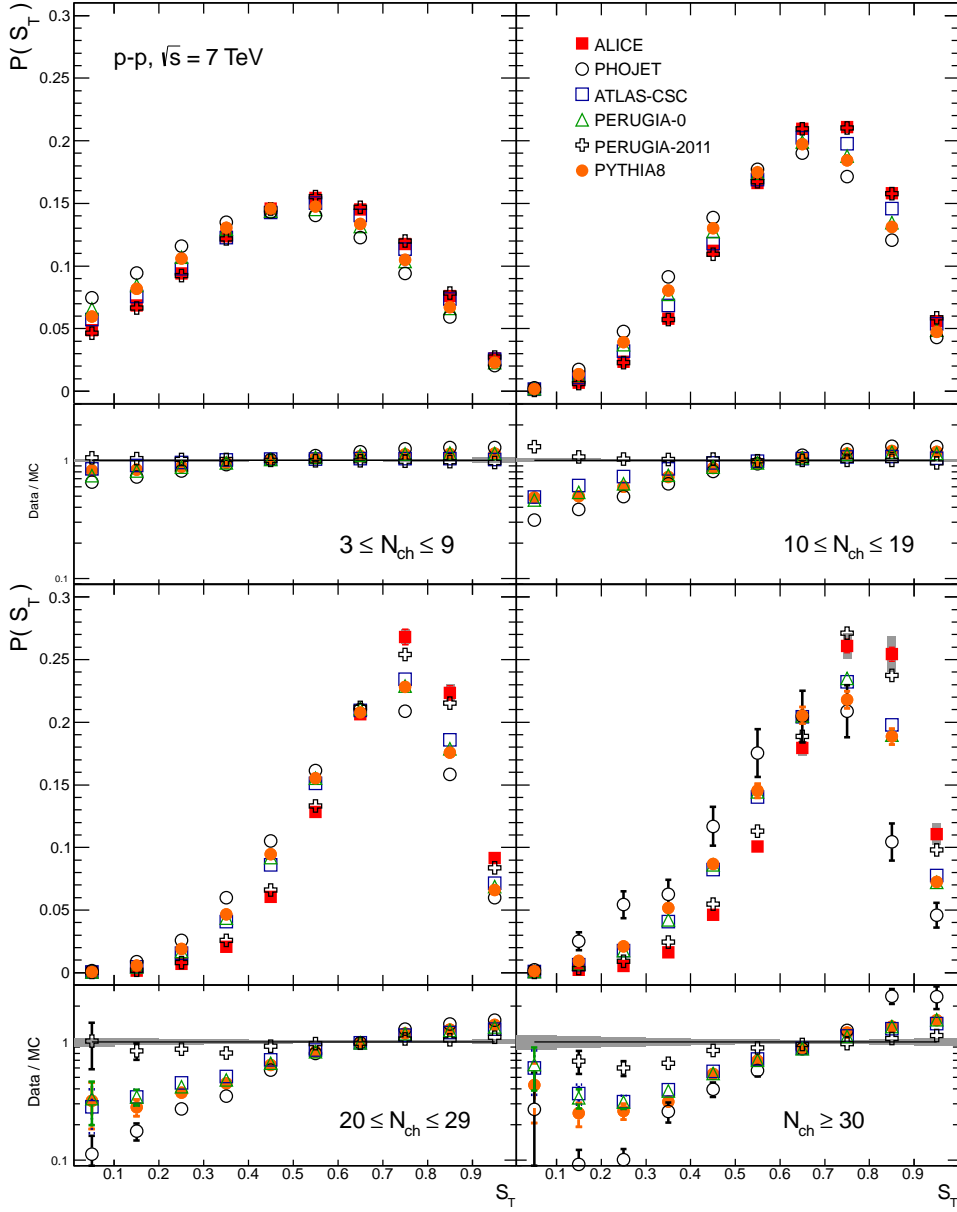 P( S_T )
0.3
0.25
0.2
0.15
0.1
0.05
0
p-p, √s = 7 TeV
ALICE
PHOJET
ATLAS-CSC
PERUGIA-0
PERUGIA-2011
PYTHIA8
Data / MC
1
0.1
3 ≤ N_ch ≤ 9
10 ≤ N_ch ≤ 19
P( S_T )
0.3
0.25
0.2
0.15
0.1
0.05
0
Data / MC
1
0.1
20 ≤ N_ch ≤ 29
N_ch ≥ 30
0.1 0.2 0.3 0.4 0.5 0.6 0.7 0.8 0.9 0.1 0.2 0.3 0.4 0.5 0.6 0.7 0.8 0.9
S_T S_T